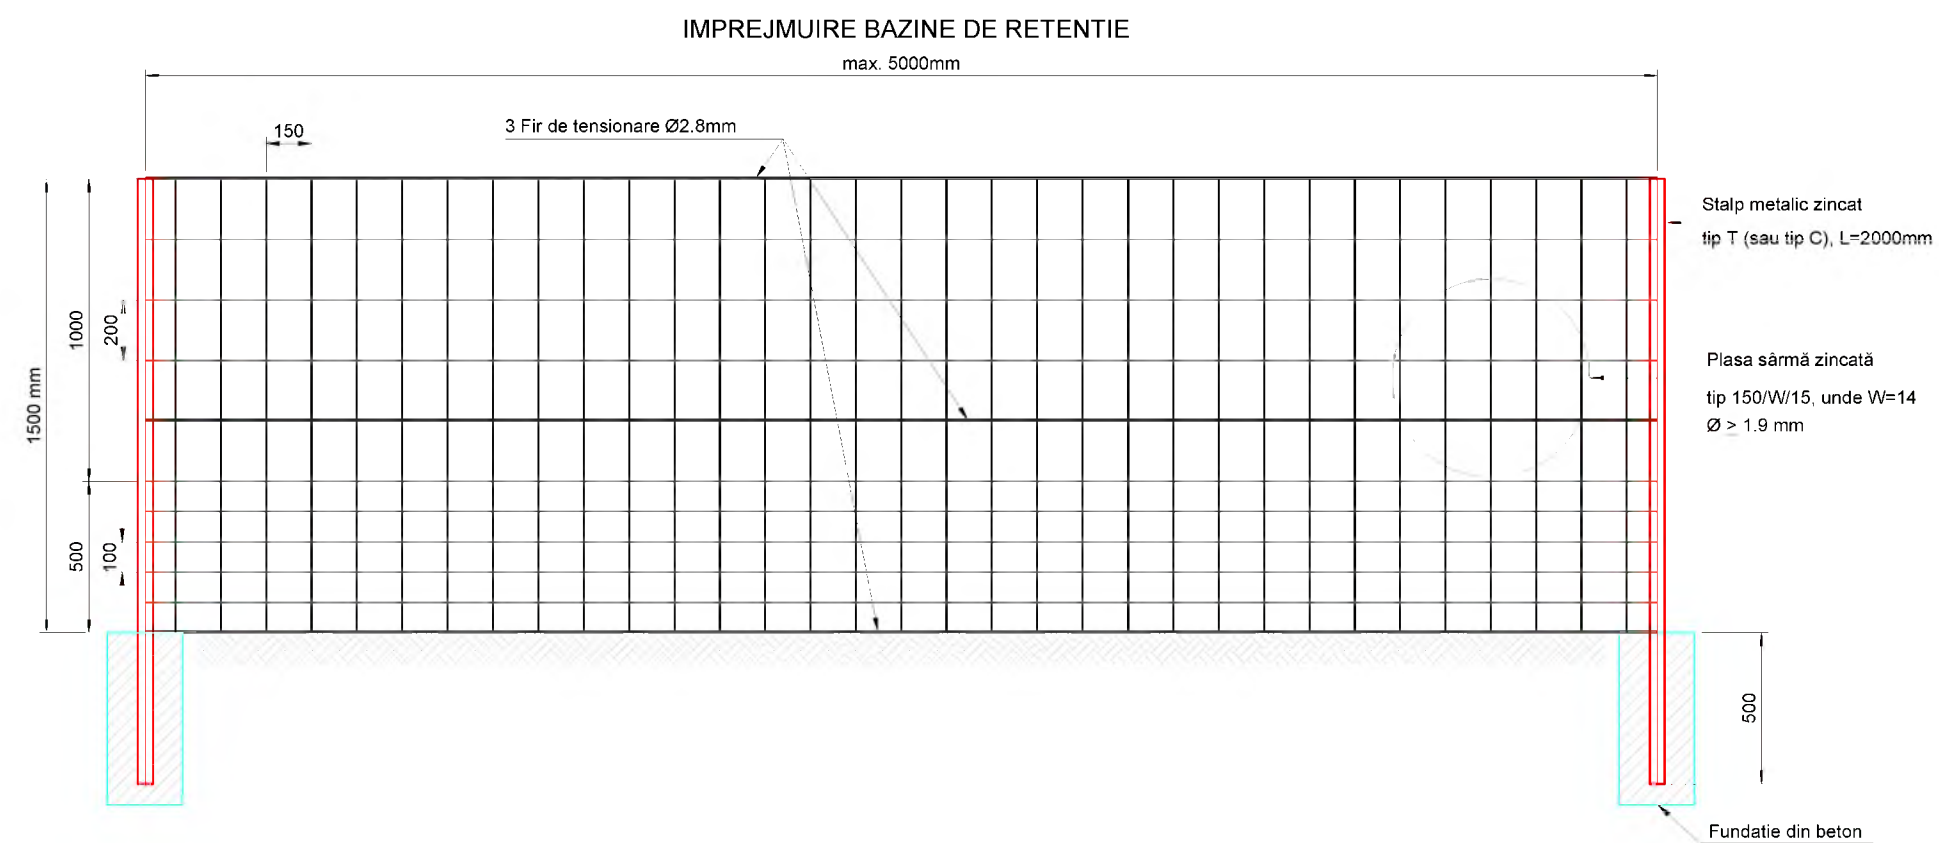 IMPREJMUIRE BAZINE DE RETENTIE
max. 5000mm
150
3 Fir de tensionare Ø2.8mm
Stalp metalic zincat
tip T (sau tip C), L=2000mm
1500 mm
1000
200
Plasa sârmă zincată
tip 150/W/15, unde W=14
Ø ≥ 1.9 mm
500
100
500
Fundatie din beton